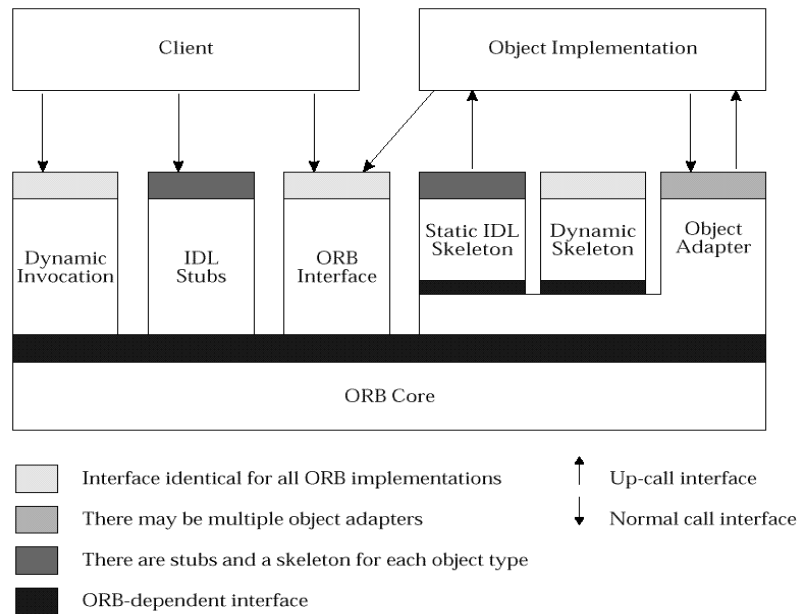 Client
Object Implementation
Dynamic
Invocation
IDL
Stubs
ORB
Interface
Static IDL
Skeleton
Dynamic
Skeleton
Object
Adapter
ORB Core
Interface identical for all ORB implementations
There may be multiple object adapters
There are stubs and a skeleton for each object type
ORB-dependent interface
Up-call interface
Normal call interface